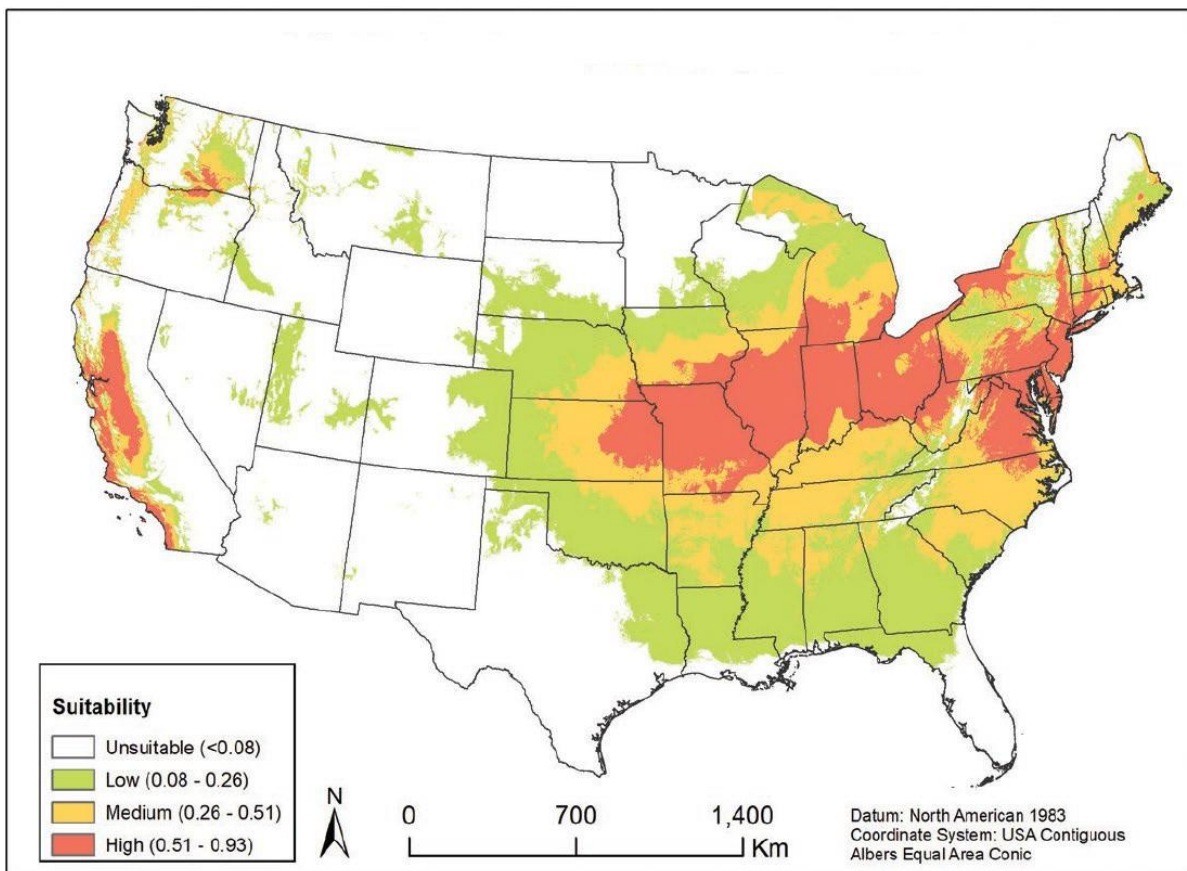 Suitability
Unsuitable (<0.08)
Low (0.08 - 0.26)
Medium (0.26 - 0.51)
High (0.51 - 0.93)
N
0 700 1,400
Km
Datum: North American 1983
Coordinate System: USA Contiguous
Albers Equal Area Conic